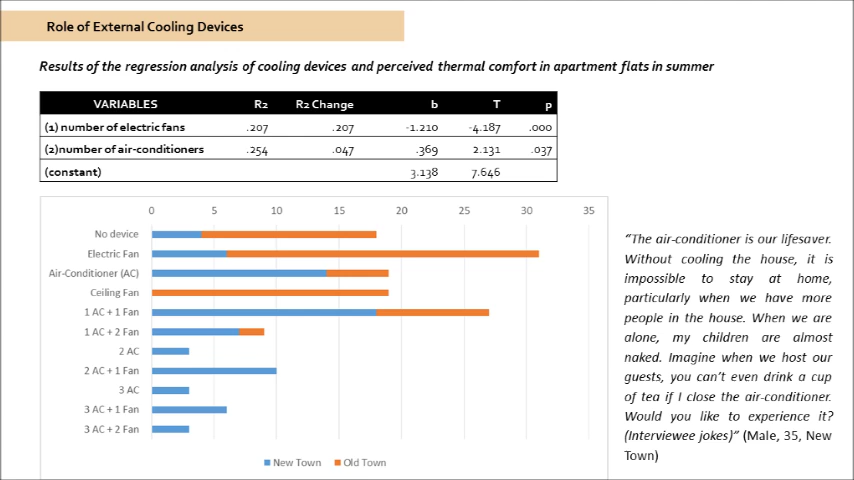 Role of External Cooling Devices
Results of the regression analysis of cooling devices and perceived thermal comfort in apartment flats in summer
VARIABLES R2 R2 Change b T p
(1) number of electric fans .207 .207 -1.210 -4.187 .000
(2)number of air-conditioners .254 .047 .369 2.131 .037
(constant) 3.138 7.646
0 5 10 15 20 25 30 35
No device
Electric Fan
Air-Conditioner (AC)
Ceiling Fan
1 AC + 1 Fan
1 AC + 2 Fan
2 AC
2 AC + 1 Fan
3 AC
3 AC + 1 Fan
3 AC + 2 Fan
New Town Old Town
“The air-conditioner is our lifesaver.
Without cooling the house, it is
impossible to stay at home,
particularly when we have more
people in the house. When we are
alone, my children are almost
naked. Imagine when we host our
guests, you can’t even drink a cup
of tea if I close the air-conditioner.
Would you like to experience it?
(Interviewee jokes)” (Male, 35, New
Town)